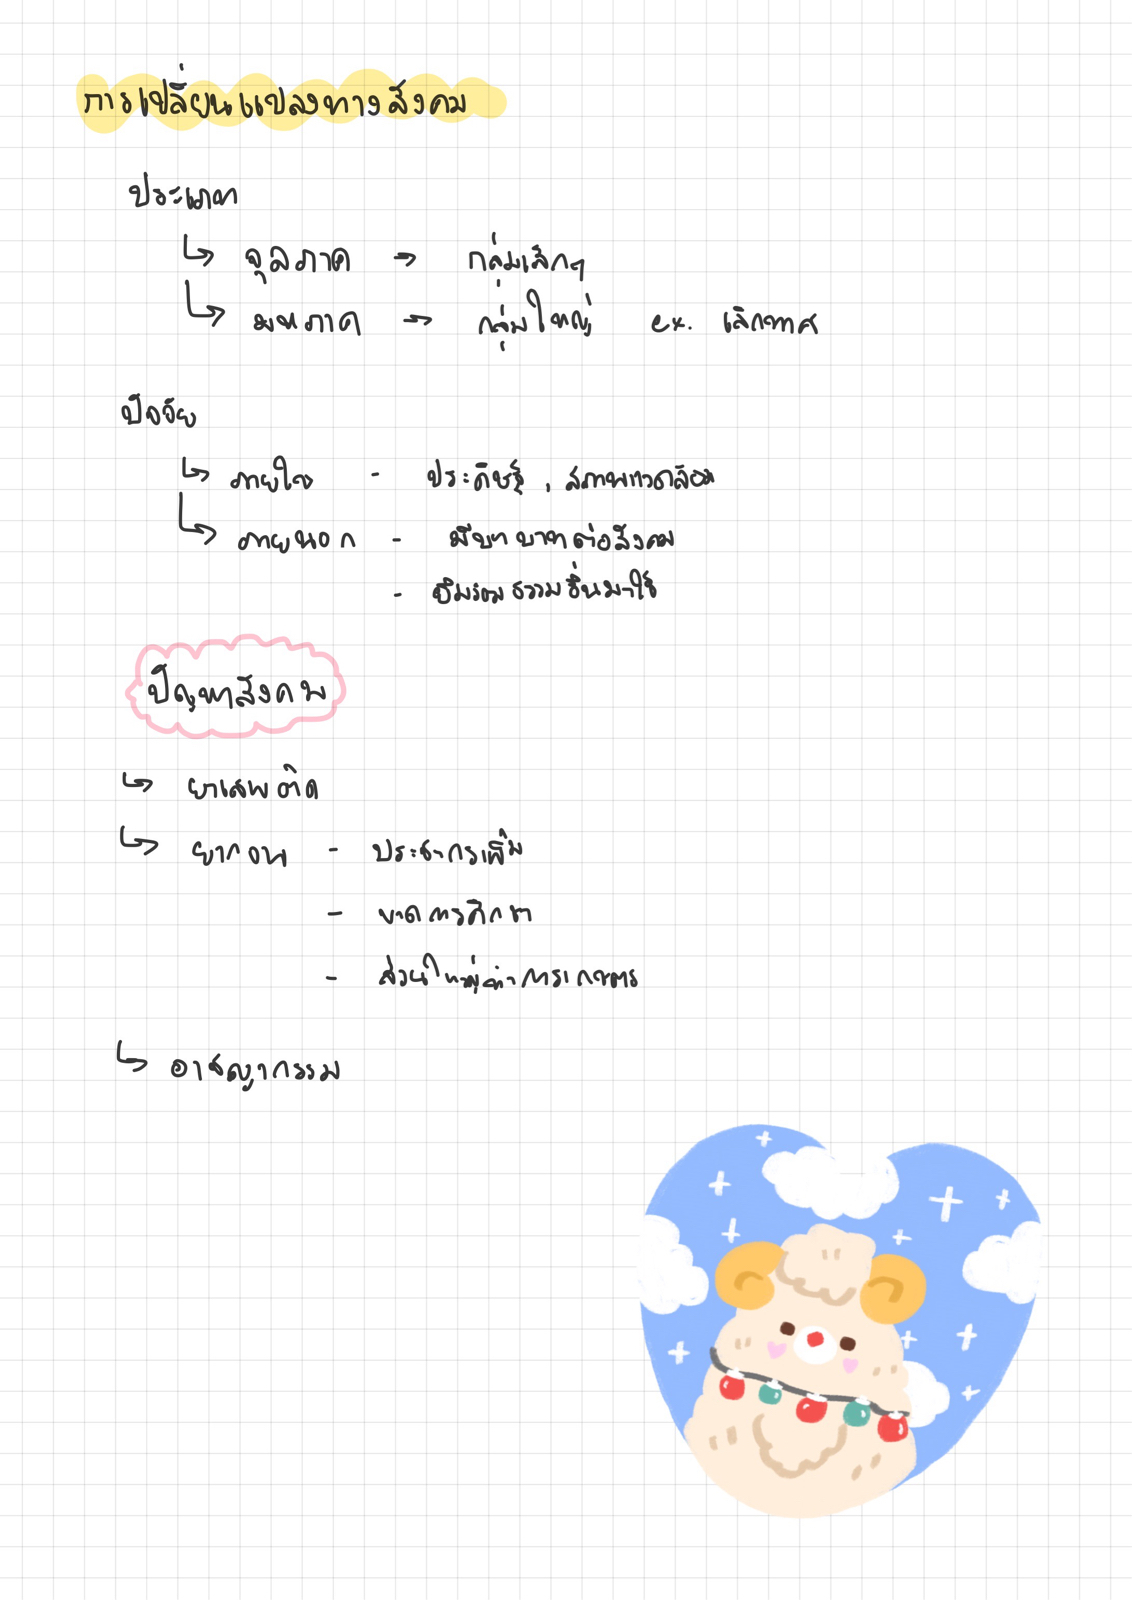 การเปลี่ยนแปลงทางสังคม
ประเภท
↳ จุลภาค → กลุ่มเล็กๆ
↳ มหภาค → กลุ่มใหญ่ ex. เลิกทาส
ปัจจัย
↳ ภายใน - ประดิษฐ์ , สภาพแวดล้อม
↳ ภายนอก - มีบทบาทต่อสังคม
- ยืมวัฒนธรรมอื่นมาใช้
ปัญหาสังคม
↳ ยาเสพติด
↳ ยากจน - ประชากรเพิ่ม
- ขาดการศึกษา
- ส่วนใหญ่ทำการเกษตร
↳ อาชญากรรม